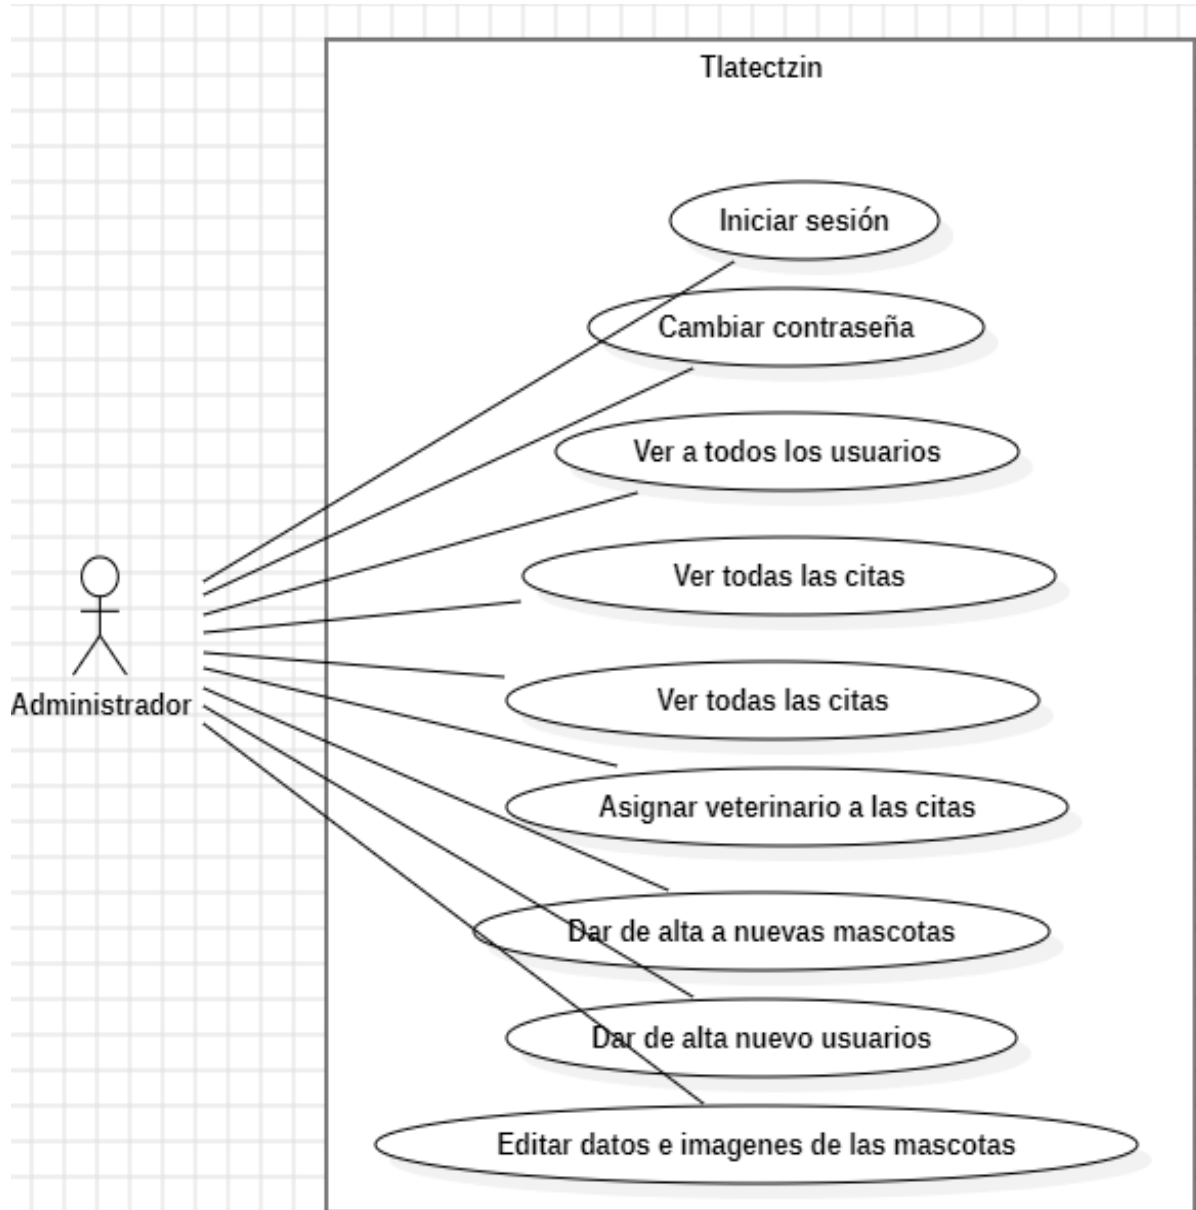 Tlatectzin
Iniciar sesión
Cambiar contraseña
Ver a todos los usuarios
Ver todas las citas
Administrador
Ver todas las citas
Asignar veterinario a las citas
Dar de alta a nuevas mascotas
Dar de alta nuevo usuarios
Editar datos e imagenes de las mascotas